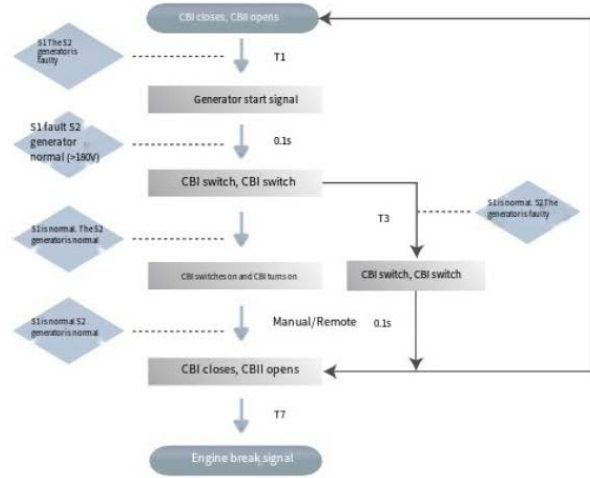 CBI closes, CBII opens
S1 The S2
generator is
faulty
T1
Generator start signal
S1 fault S2
generator
normal (>180V)
0.1s
CBI switch, CBI switch
S1 is normal. The S2
generator is normal
T3
S1 is normal. S2 The
generator is faulty
CBI switches on and CBI turns on
CBI switch, CBI switch
S1 is normal S2
generator is normal
Manual/Remote
0.1s
CBI closes, CBII opens
T7
Engine break signal